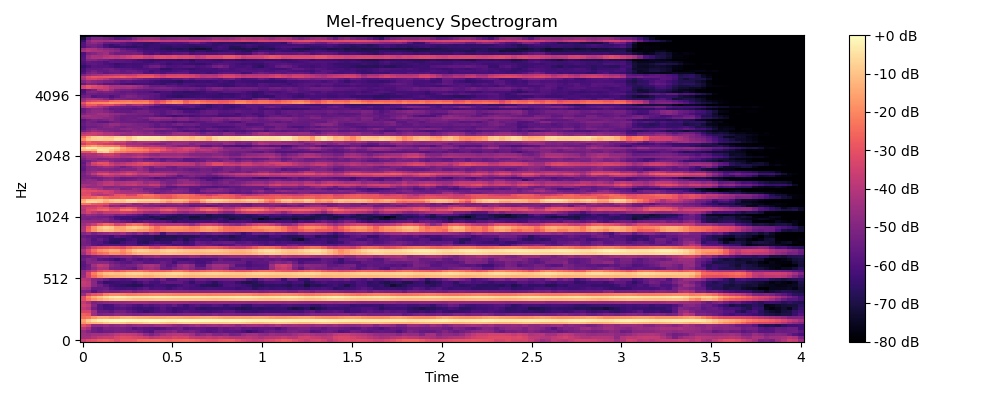 Mel-frequency Spectrogram
Hz
4096
2048
1024
512
0
0 0.5 1 1.5 2 2.5 3 3.5 4
Time
+0 dB
-10 dB
-20 dB
-30 dB
-40 dB
-50 dB
-60 dB
-70 dB
-80 dB